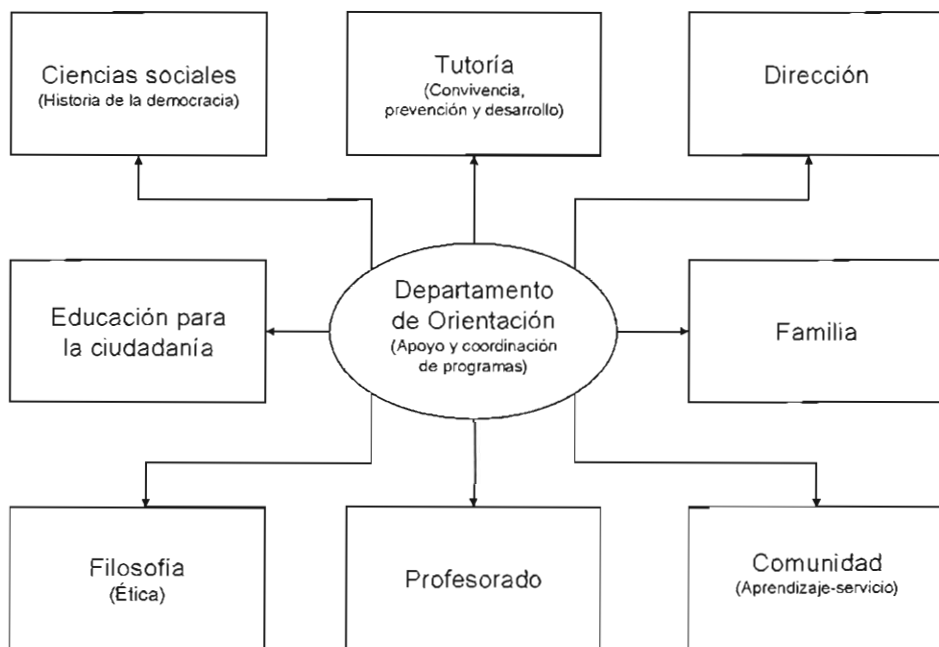 Ciencias sociales
(Historia de la democracia)
Tutoría
(Convivencia,
prevención y desarrollo)
Dirección
Educación para
la ciudadanía
Departamento
de Orientación
(Apoyo y coordinación
de programas)
Familia
Filosofia
(Ética)
Profesorado
Comunidad
(Aprendizaje-servicio)